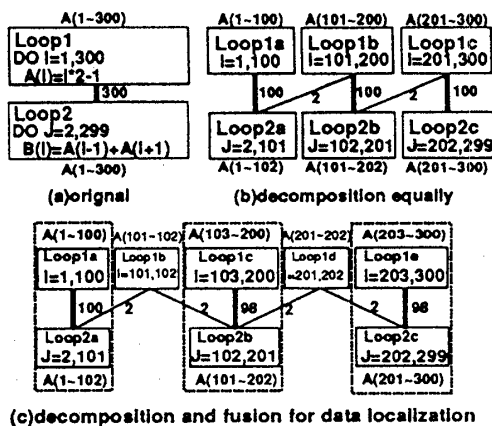 A(1~300)
Loop1
DO I=1,300
A(I)=I*2-1
300
Loop2
DO J=2,299
B(I)=A(I-1)+A(I+1)
A(1~300)
(a)orignal
A(1~100) A(101~200) A(201~300)
Loop1a Loop1b Loop1c
I=1,100 I=101,200 I=201,300
100 2 100 2 100
Loop2a Loop2b Loop2c
J=2,101 J=102,201 J=202,299
A(1~102) A(101~202) A(201~300)
(b)decomposition equally
A(1~100) A(101~102) A(103~200) A(201~202) A(203~300)
Loop1a Loop1b Loop1c Loop1d Loop1e
I=1,100 I=101,102 I=103,200 =201,202 I=203,300
100 2 2 98 2 2 98
Loop2a Loop2b Loop2c
J=2,101 J=102,201 J=202,299
A(1~102) A(101~202) A(201~300)
(c)decomposition and fusion for data localization